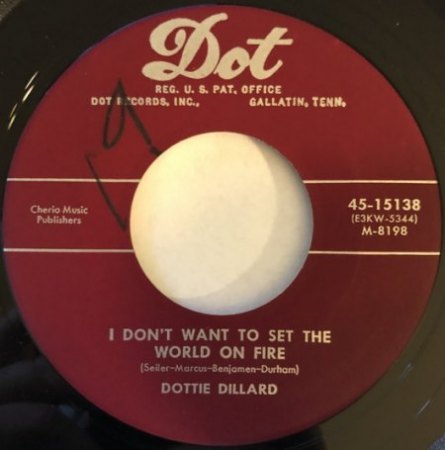 Dot
REG. U. S. PAT. OFFICE
DOT RECORDS, INC., GALLATIN, TENN.
19
Cherio Music
Publishers
45-15138
(E3KW-5344)
M-8198
I DON'T WANT TO SET THE
WORLD ON FIRE
(Seiler-Marcus-Benjamen-Durham)
DOTTIE DILLARD